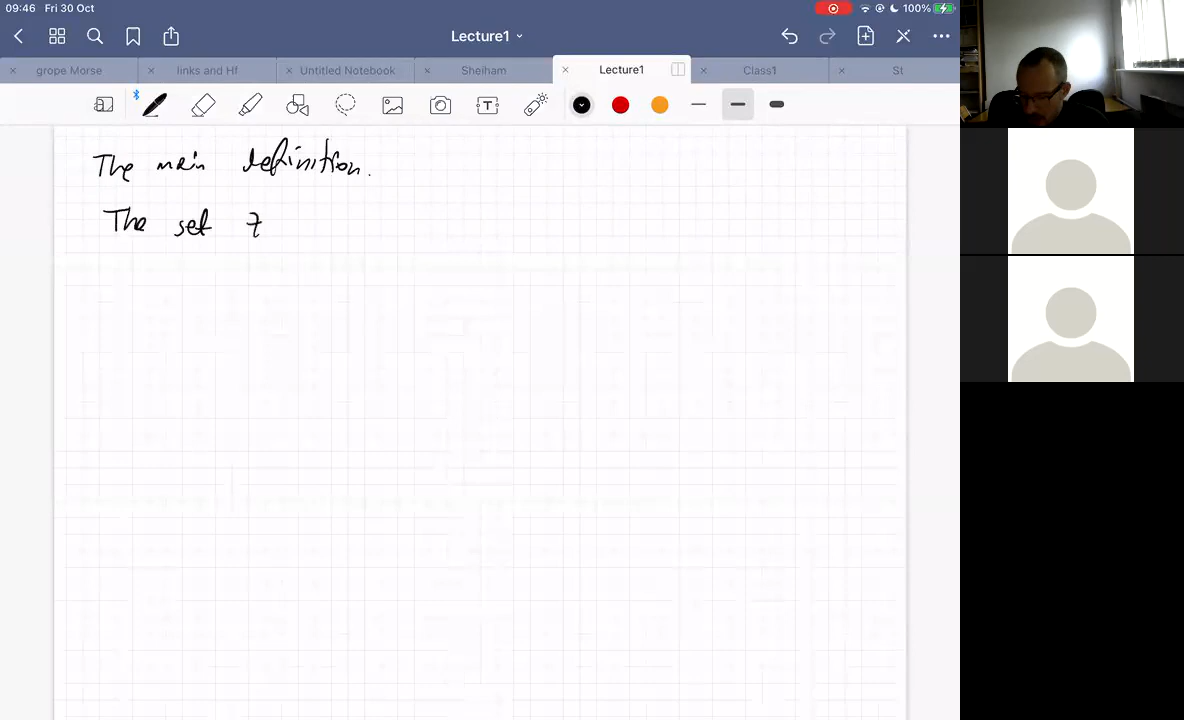 09:46 Fri 30 Oct
100%
Lecture1
grope Morse
links and Hf
Untitled Notebook
Sheiham
Lecture1
Class1
St
T
The main definition.
The set